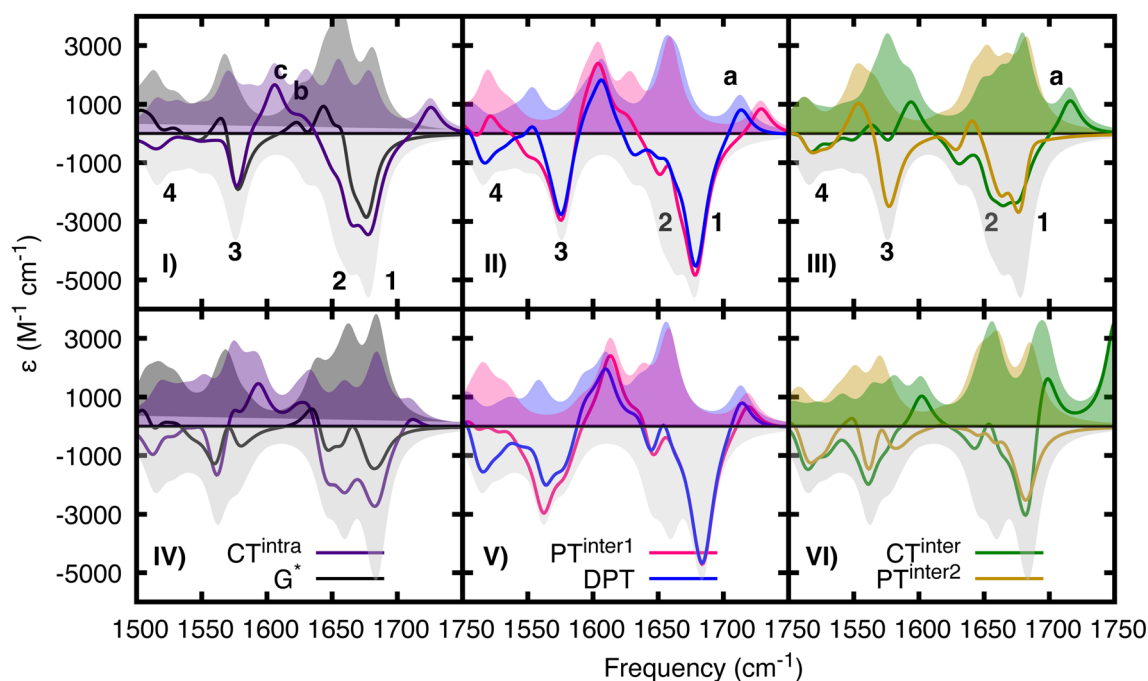 3000
1000
-1000
-3000
-5000
c
b
4
3
2
1
I)
a
4
3
2
1
II)
a
4
3
2
1
III)
ε (M-1 cm-1)
3000
1000
-1000
-3000
-5000
IV)
CTintra
G*
V)
PTinter1
DPT
VI)
CTinter
PTinter2
1500 1550 1600 1650 1700 1750 1550 1600 1650 1700 1750 1550 1600 1650 1700 1750
Frequency (cm-1)